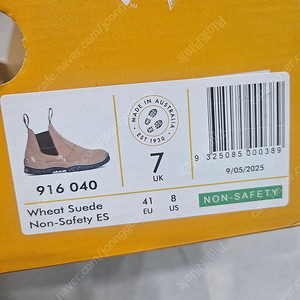 MADE IN AUSTRALIA
EST. 1930
916 040
Wheat Suede
Non-Safety ES
7
UK
41
EU
8
US
9 325085 000389
9/05/2025
NON-SAFETY